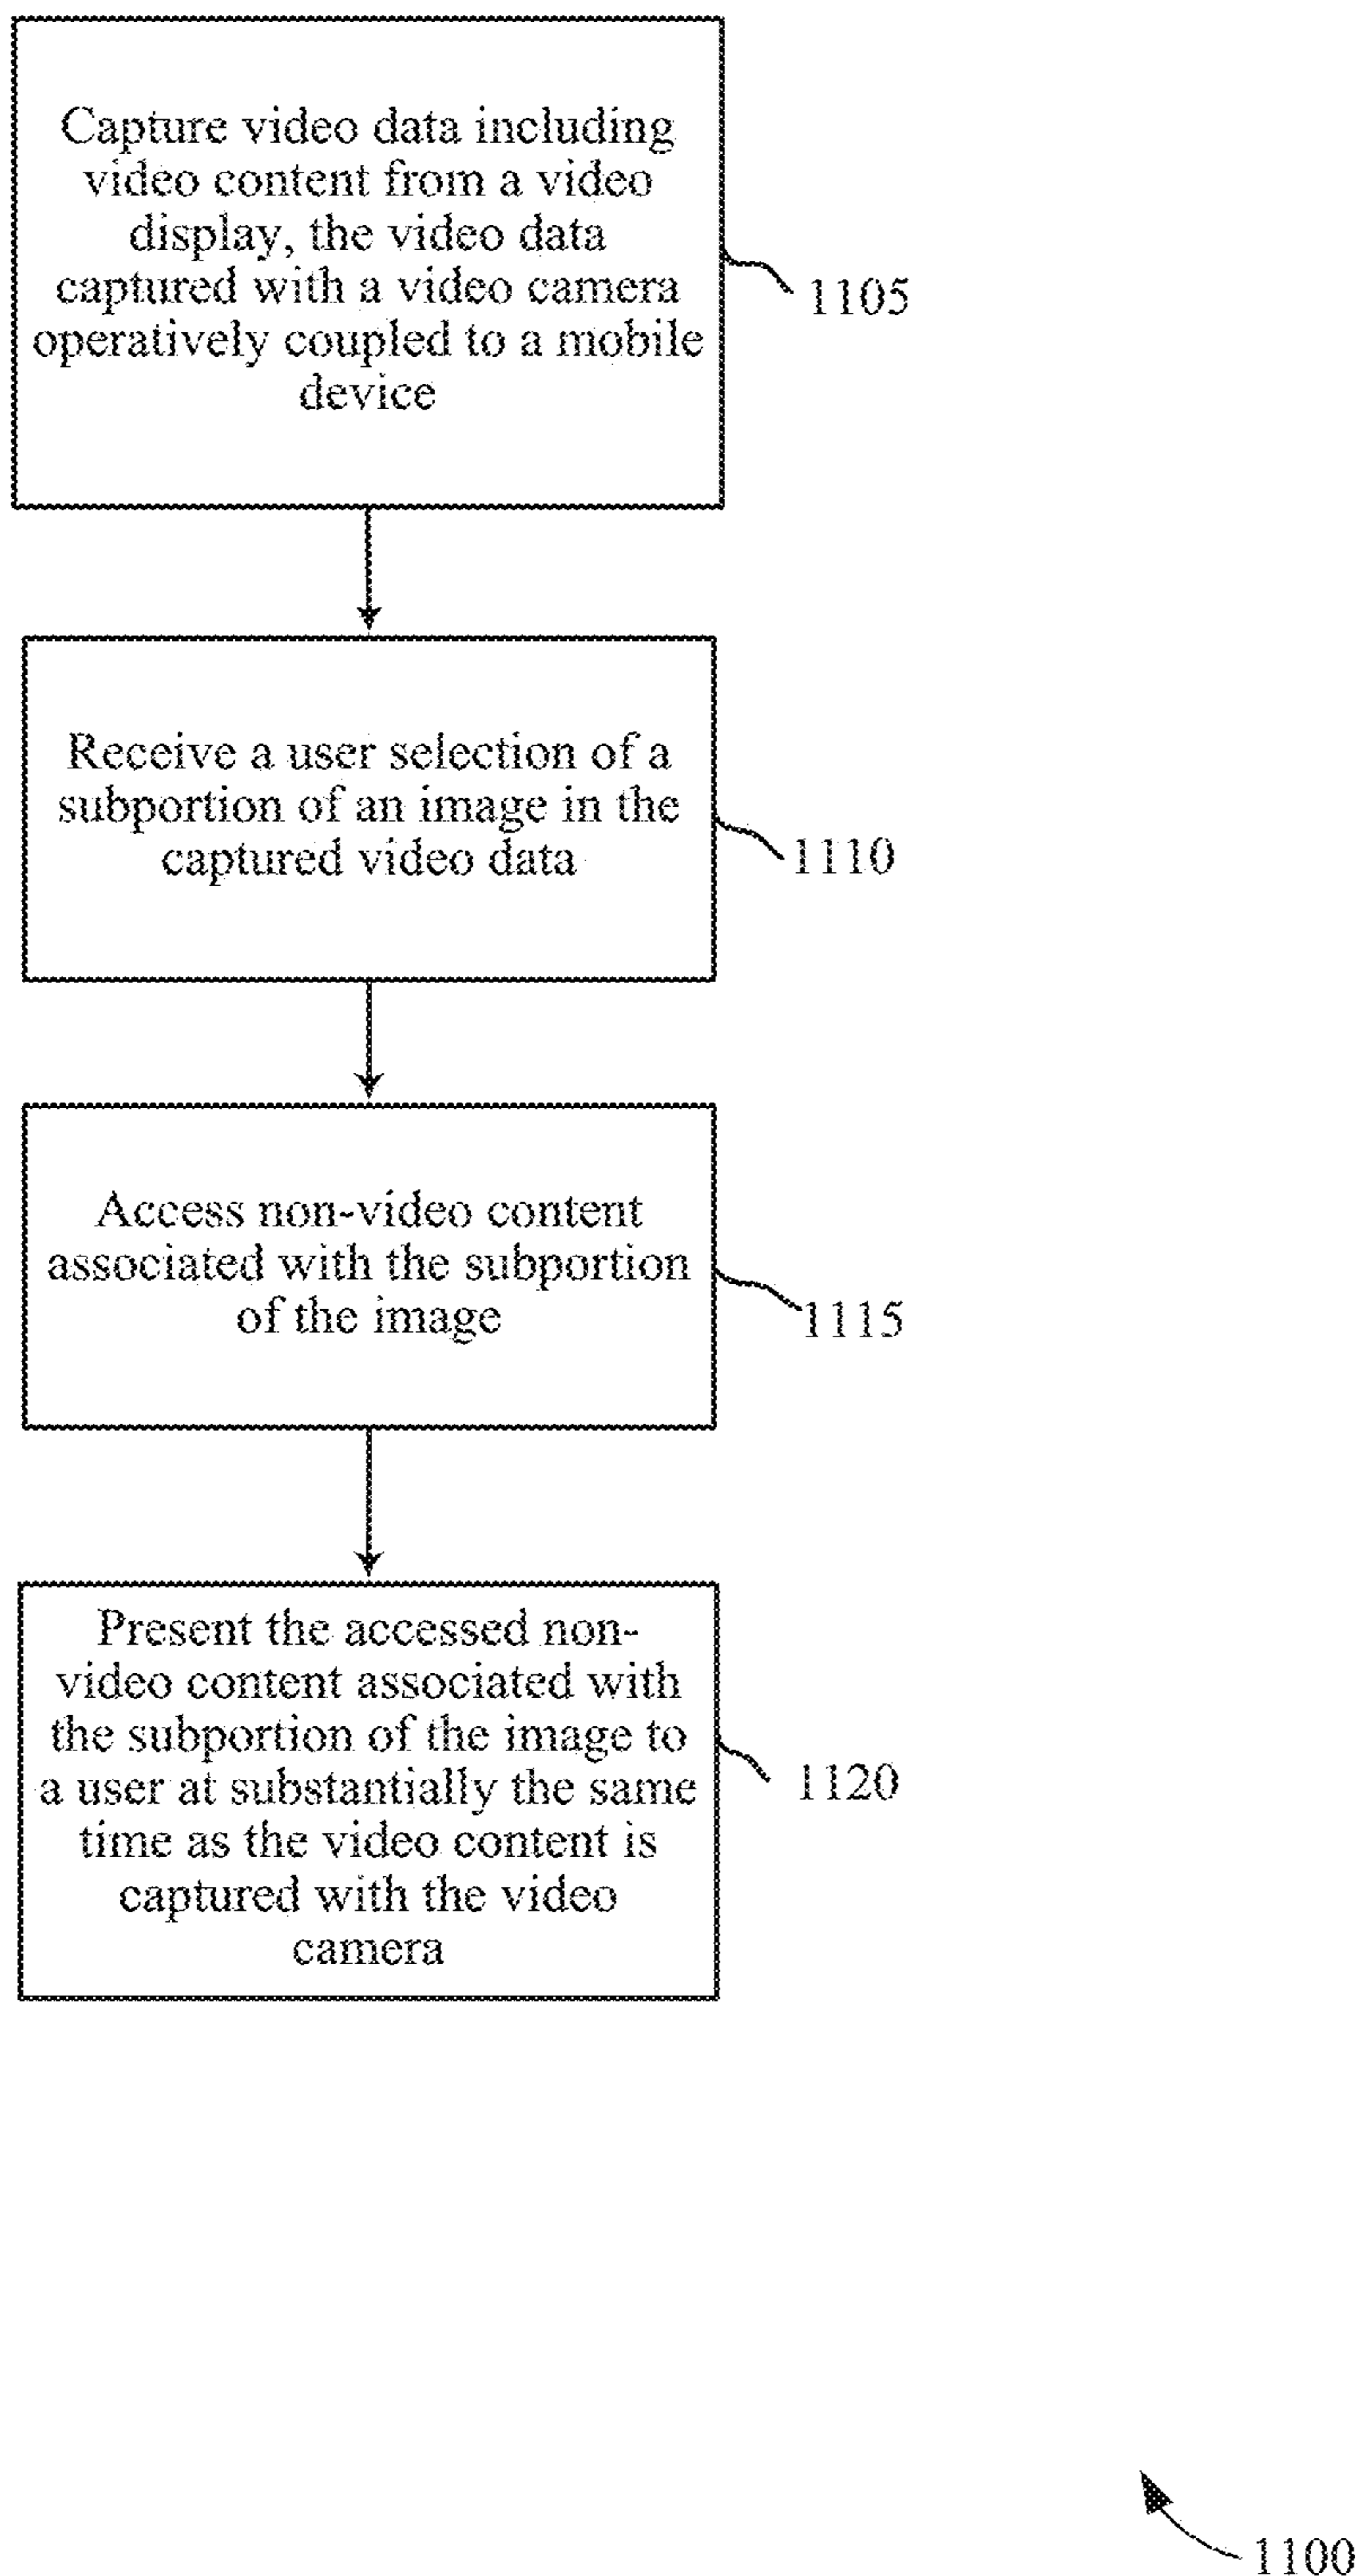 Capture video data including
video content from a video
display, the video data
captured with a video camera
operatively coupled to a mobile
device
1105
Receive a user selection of a
subportion of an image in the
captured video data
1110
Access non-video content
associated with the subportion
of the image
1115
Present the accessed non-
video content associated with
the subportion of the image to
a user at substantially the same
time as the video content is
captured with the video
camera
1120
1100